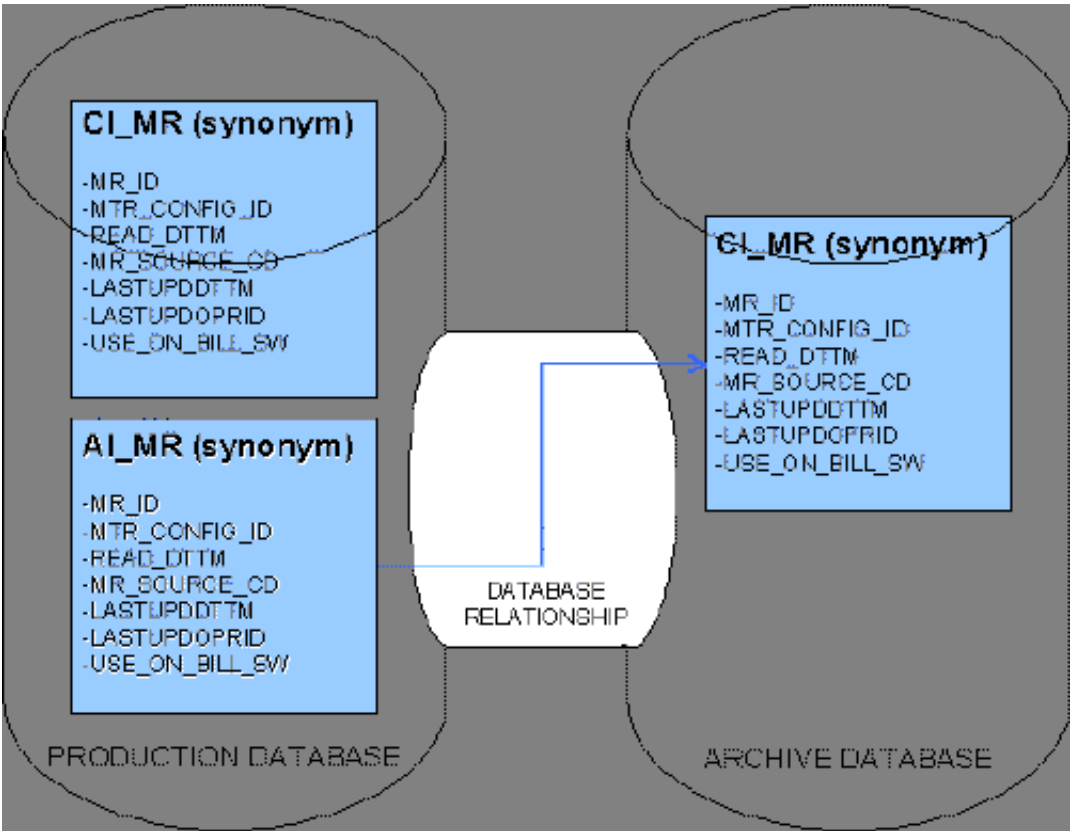 CI_MR (synonym)
-MR_ID
-MTR_CONFIG_ID
-READ_DTTM
-MR_SOURCE_CD
-LASTUPDDTTM
-LASTUPDOPRID
-USE_ON_BILL_SW
AI_MR (synonym)
-MR_ID
-MTR_CONFIG_ID
-READ_DTTM
-MR_SOURCE_CD
-LASTUPDDTTM
-LASTUPDOPRID
-USE_ON_BILL_SW
PRODUCTION DATABASE
DATABASE
RELATIONSHIP
CI_MR (synonym)
-MR_ID
-MTR_CONFIG_ID
-READ_DTTM
-MR_SOURCE_CD
-LASTUPDDTTM
-LASTUPDOPRID
-USE_ON_BILL_SW
ARCHIVE DATABASE